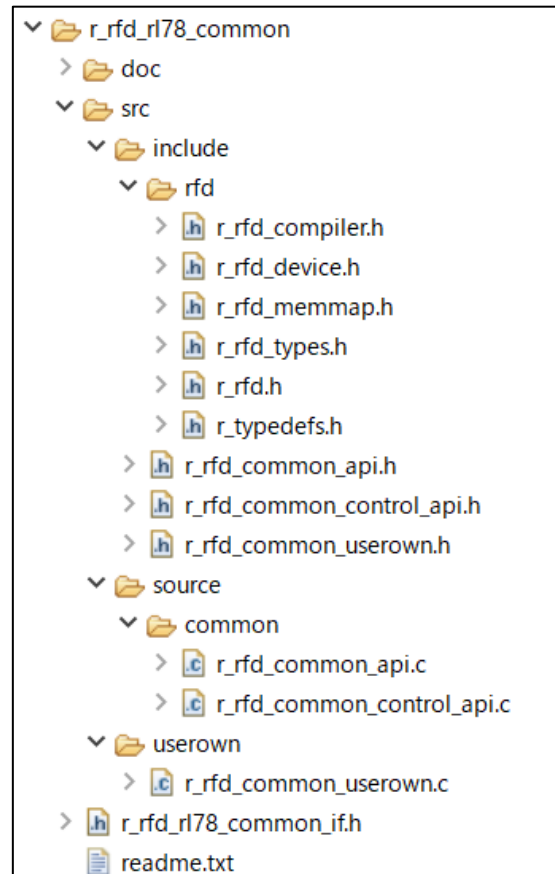 r_rfd_rl78_common
doc
src
include
rfd
r_rfd_compiler.h
r_rfd_device.h
r_rfd_memmap.h
r_rfd_types.h
r_rfd.h
r_typedefs.h
r_rfd_common_api.h
r_rfd_common_control_api.h
r_rfd_common_userown.h
source
common
r_rfd_common_api.c
r_rfd_common_control_api.c
userown
r_rfd_common_userown.c
r_rfd_rl78_common_if.h
readme.txt